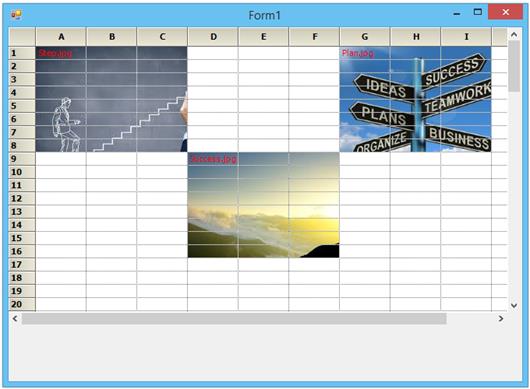 Form1
A B C D E F G H I
1 Step.jpg Plan.jpg
2
3
4
5
6
7
8
SUCCESS
IDEAS
TEAMWORK
PLANS
ORGANIZE
BUSINESS
9 Success.jpg
10
11
12
13
14
15
16
17
18
19
20